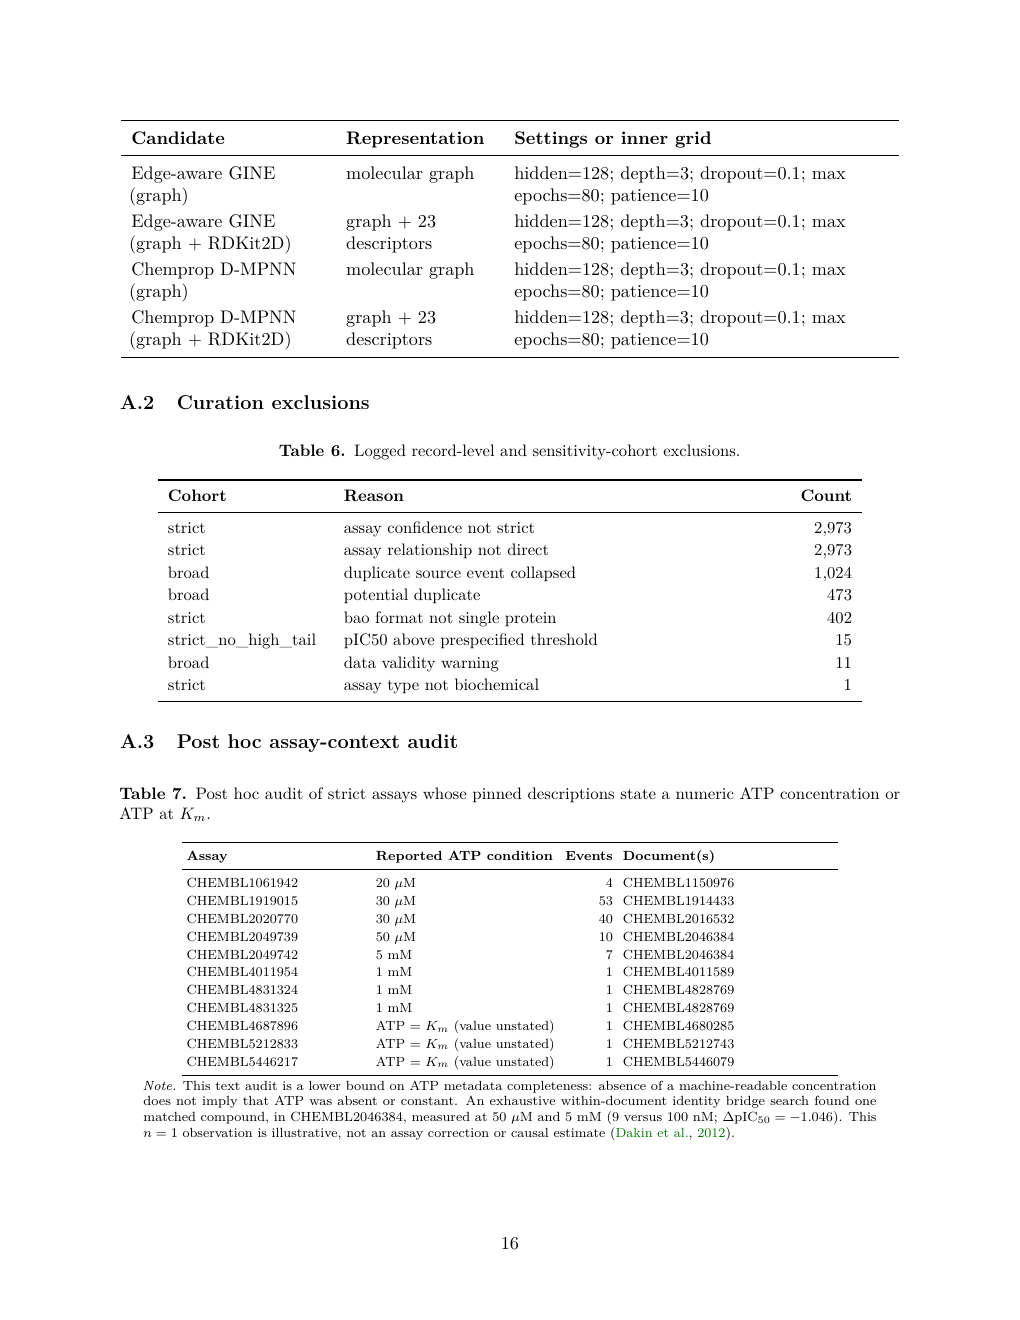 Candidate Representation Settings or inner grid
Edge-aware GINE molecular graph hidden=128; depth=3; dropout=0.1; max
(graph) epochs=80; patience=10
Edge-aware GINE graph + 23 hidden=128; depth=3; dropout=0.1; max
(graph + RDKit2D) descriptors epochs=80; patience=10
Chemprop D-MPNN molecular graph hidden=128; depth=3; dropout=0.1; max
(graph) epochs=80; patience=10
Chemprop D-MPNN graph + 23 hidden=128; depth=3; dropout=0.1; max
(graph + RDKit2D) descriptors epochs=80; patience=10
A.2 Curation exclusions
Table 6. Logged record-level and sensitivity-cohort exclusions.
Cohort Reason Count
strict assay confidence not strict 2,973
strict assay relationship not direct 2,973
broad duplicate source event collapsed 1,024
broad potential duplicate 473
strict bao format not single protein 402
strict_no_high_tail pIC50 above prespecified threshold 15
broad data validity warning 11
strict assay type not biochemical 1
A.3 Post hoc assay-context audit
Table 7. Post hoc audit of strict assays whose pinned descriptions state a numeric ATP concentration or
ATP at Kₘ.
Assay Reported ATP condition Events Document(s)
CHEMBL1061942 20 μM 4 CHEMBL1150976
CHEMBL1919015 30 μM 53 CHEMBL1914433
CHEMBL2020770 30 μM 40 CHEMBL2016532
CHEMBL2049739 50 μM 10 CHEMBL2046384
CHEMBL2049742 5 mM 7 CHEMBL2046384
CHEMBL4011954 1 mM 1 CHEMBL4011589
CHEMBL4831324 1 mM 1 CHEMBL4828769
CHEMBL4831325 1 mM 1 CHEMBL4828769
CHEMBL4687896 ATP = Kₘ (value unstated) 1 CHEMBL4680285
CHEMBL5212833 ATP = Kₘ (value unstated) 1 CHEMBL5212743
CHEMBL5446217 ATP = Kₘ (value unstated) 1 CHEMBL5446079
Note. This text audit is a lower bound on ATP metadata completeness: absence of a machine-readable concentration
does not imply that ATP was absent or constant. An exhaustive within-document identity bridge search found one
matched compound, in CHEMBL2046384, measured at 50 μM and 5 mM (9 versus 100 nM; ΔpIC₅₀ = −1.046). This
n = 1 observation is illustrative, not an assay correction or causal estimate (Dakin et al., 2012).
16